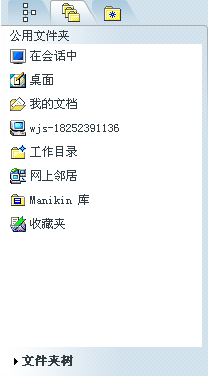 公用文件夹
在会话中
桌面
我的文档
wjs-18252391136
工作目录
网上邻居
Manikin 库
收藏夹
文件夹树